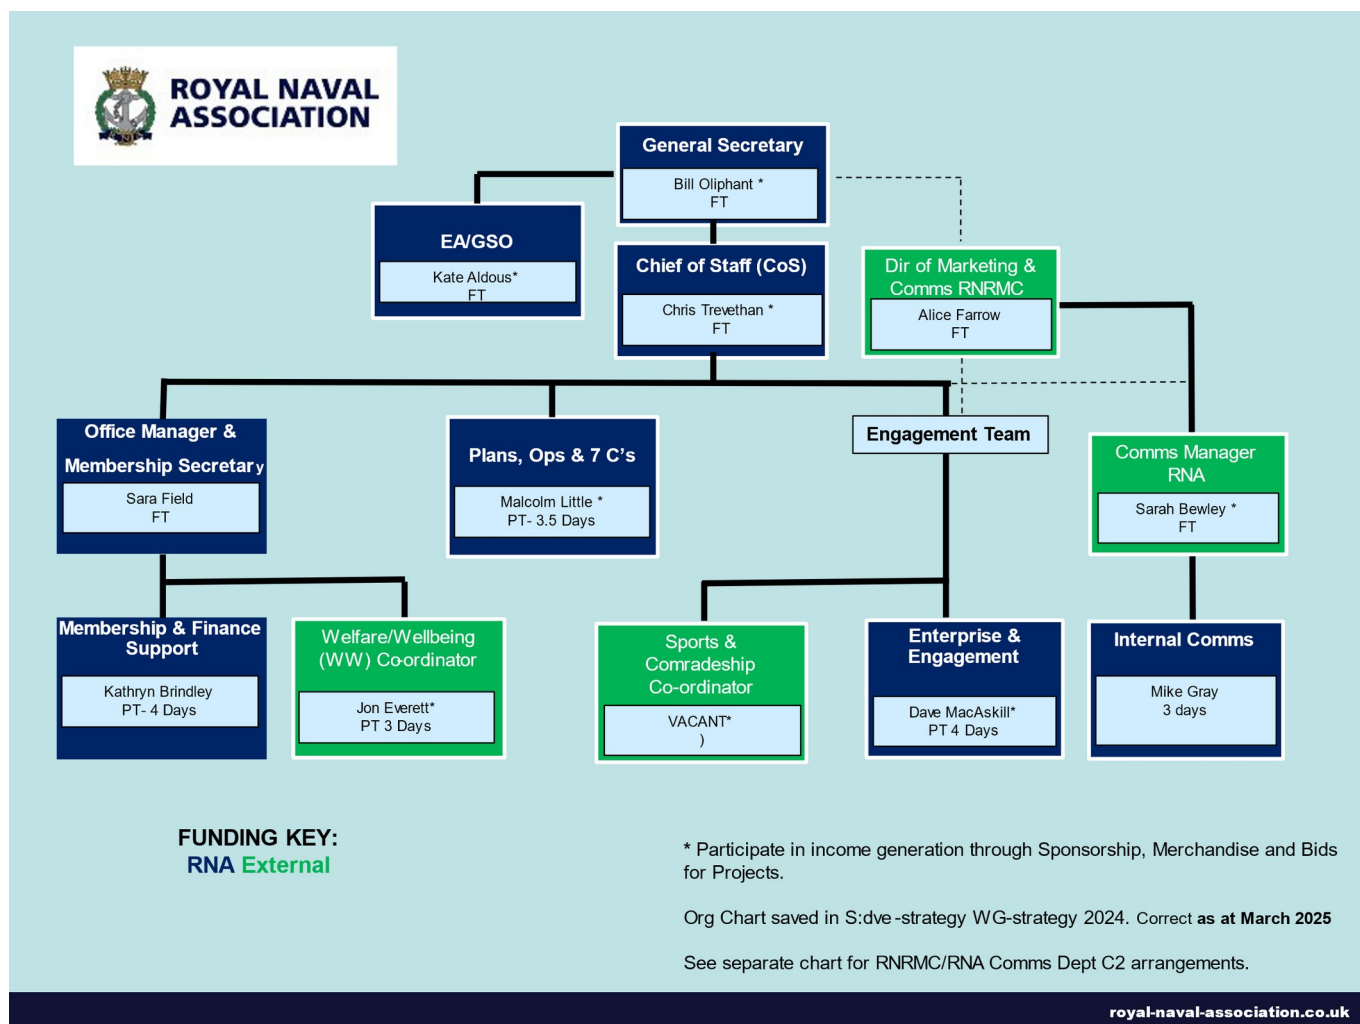 ROYAL NAVAL
ASSOCIATION
General Secretary
Bill Oliphant *
FT
EA/GSO
Kate Aldous*
FT
Chief of Staff (CoS)
Chris Trevethan *
FT
Dir of Marketing &
Comms RNRMC
Alice Farrow
FT
Office Manager &
Membership Secretary
Sara Field
FT
Plans, Ops & 7 C's
Malcolm Little *
PT- 3.5 Days
Engagement Team
Comms Manager
RNA
Sarah Bewley *
FT
Membership & Finance
Support
Kathryn Brindley
PT- 4 Days
Welfare/Wellbeing
(WW) Co-ordinator
Jon Everett*
PT 3 Days
Sports &
Comradeship
Co-ordinator
VACANT*
)
Enterprise &
Engagement
Dave MacAskill*
PT 4 Days
Internal Comms
Mike Gray
3 days
FUNDING KEY:
RNA External
* Participate in income generation through Sponsorship, Merchandise and Bids
for Projects.
Org Chart saved in S:dve -strategy WG-strategy 2024. Correct as at March 2025
See separate chart for RNRMC/RNA Comms Dept C2 arrangements.
royal-naval-association.co.uk